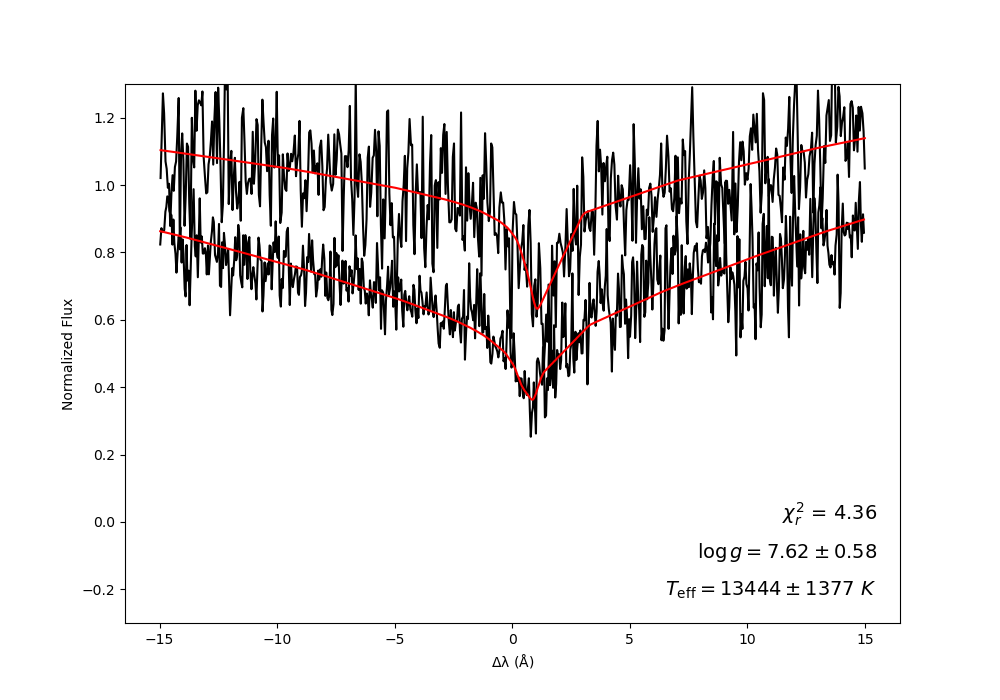 1.2
1.0
0.8
0.6
0.4
0.2
0.0
−0.2
Normalized Flux
χ²ᵣ = 4.36
log g = 7.62 ± 0.58
T_eff = 13444 ± 1377 K
−15 −10 −5 0 5 10 15
Δλ (Å)